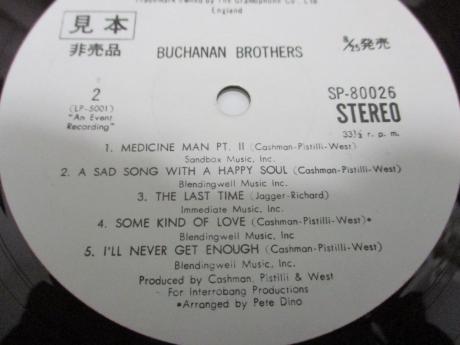 Trademark owned by The Gramophone Co., Ltd
England
見本
非売品
BUCHANAN BROTHERS
8/25発売
2
(LP-5001)
"An Event
Recording"
SP-80026
STEREO
33⅓ r. p. m.
1. MEDICINE MAN PT. II (Cashman-Pistilli-West)
Sandbox Music, Inc.
2. A SAD SONG WITH A HAPPY SOUL (Cashman-Pistilli-West)
Blendingwell Music Inc.
3. THE LAST TIME (Jagger-Richard)
Immediate Music, Inc.
4. SOME KIND OF LOVE (Cashman-Pistilli-West)*
Blendingwell Music, Inc
5. I'LL NEVER GET ENOUGH (Cashman-Pistilli-West)
Blendingwell Music, Inc.
Produced by Cashman, Pistilli & West
For Interrobang Productions
*Arranged by Pete Dino